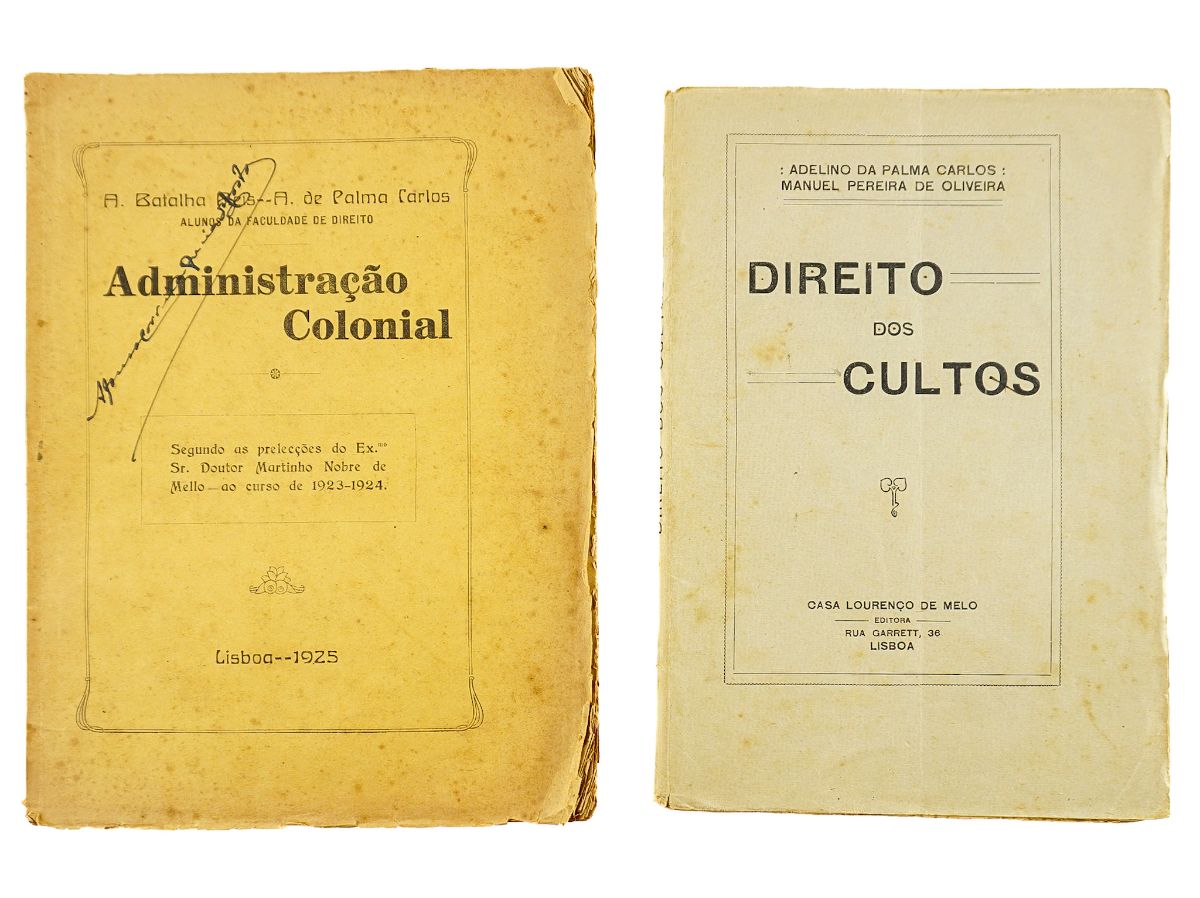 A. Batalha Reis--A. de Palma Carlos
ALUNOS DA FACULDADE DE DIREITO
Administração
Colonial
Segundo as prelecções do Ex.mo
Sr. Doutor Martinho Nobre de
Mello—ao curso de 1923-1924.
Lisboa--1925
: ADELINO DA PALMA CARLOS :
MANUEL PEREIRA DE OLIVEIRA
DIREITO
DOS
CULTOS
CASA LOURENÇO DE MELO
EDITORA
RUA GARRETT, 36
LISBOA